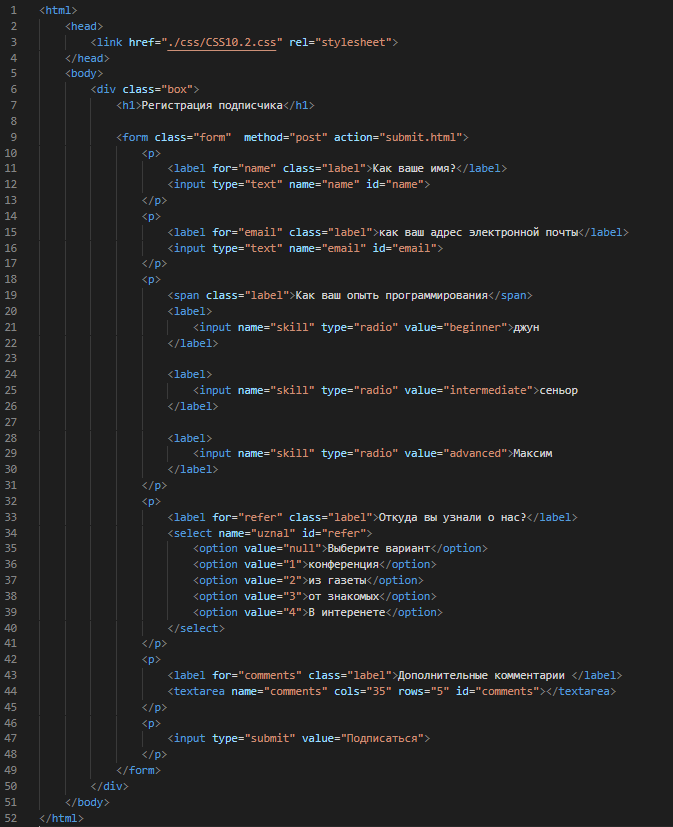 1 <html>
2 <head>
3 <link href="./css/CSS10.2.css" rel="stylesheet">
4 </head>
5 <body>
6 <div class="box">
7 <h1>Регистрация подписчика</h1>
8
9 <form class="form"  method="post" action="submit.html">
10 <p>
11 <label for="name" class="label">Как ваше имя?</label>
12 <input type="text" name="name" id="name">
13 </p>
14 <p>
15 <label for="email" class="label">как ваш адрес электронной почты</label>
16 <input type="text" name="email" id="email">
17 </p>
18 <p>
19 <span class="label">Как ваш опыть программирования</span>
20 <label>
21 <input name="skill" type="radio" value="beginner">джун
22 </label>
23
24 <label>
25 <input name="skill" type="radio" value="intermediate">сеньор
26 </label>
27
28 <label>
29 <input name="skill" type="radio" value="advanced">Максим
30 </label>
31 </p>
32 <p>
33 <label for="refer" class="label">Откуда вы узнали о нас?</label>
34 <select name="uznal" id="refer">
35 <option value="null">Выберите вариант</option>
36 <option value="1">конференция</option>
37 <option value="2">из газеты</option>
38 <option value="3">от знакомых</option>
39 <option value="4">В интеренете</option>
40 </select>
41 </p>
42 <p>
43 <label for="comments" class="label">Дополнительные комментарии </label>
44 <textarea name="comments" cols="35" rows="5" id="comments"></textarea>
45 </p>
46 <p>
47 <input type="submit" value="Подписаться">
48 </p>
49 </form>
50 </div>
51 </body>
52 </html>